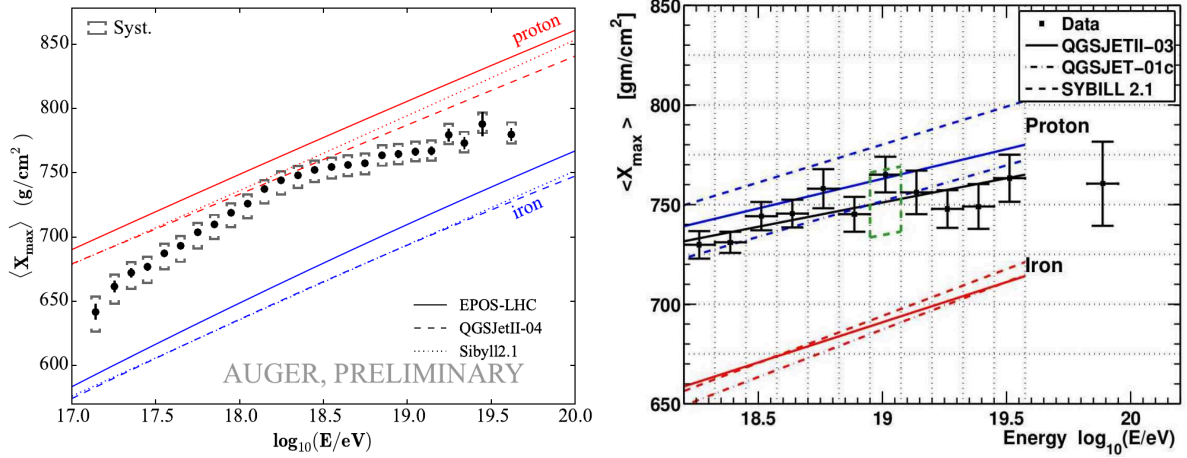 ⟨X_max⟩ (g/cm²)
850
800
750
700
650
600
Syst.
proton
iron
EPOS-LHC
QGSJetII-04
Sibyll2.1
AUGER, PRELIMINARY
17.0 17.5 18.0 18.5 19.0 19.5 20.0
log₁₀(E/eV)
<X_max> [gm/cm²]
850
800
750
700
650
Data
QGSJETII-03
QGSJET-01c
SYBILL 2.1
Proton
Iron
18.5 19 19.5 20
Energy log₁₀(E/eV)